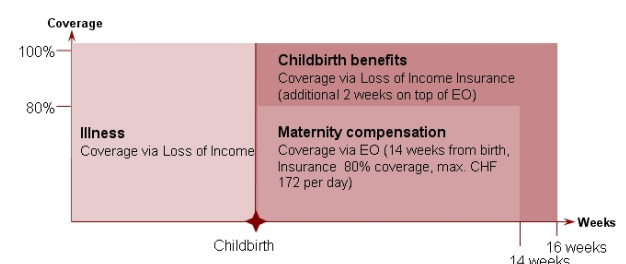 Coverage
100%
Childbirth benefits
Coverage via Loss of Income Insurance
(additional 2 weeks on top of EO)
80%
Illness
Coverage via Loss of Income
Maternity compensation
Coverage via EO (14 weeks from birth,
Insurance 80% coverage, max. CHF
172 per day)
Weeks
Childbirth
16 weeks
14 weeks